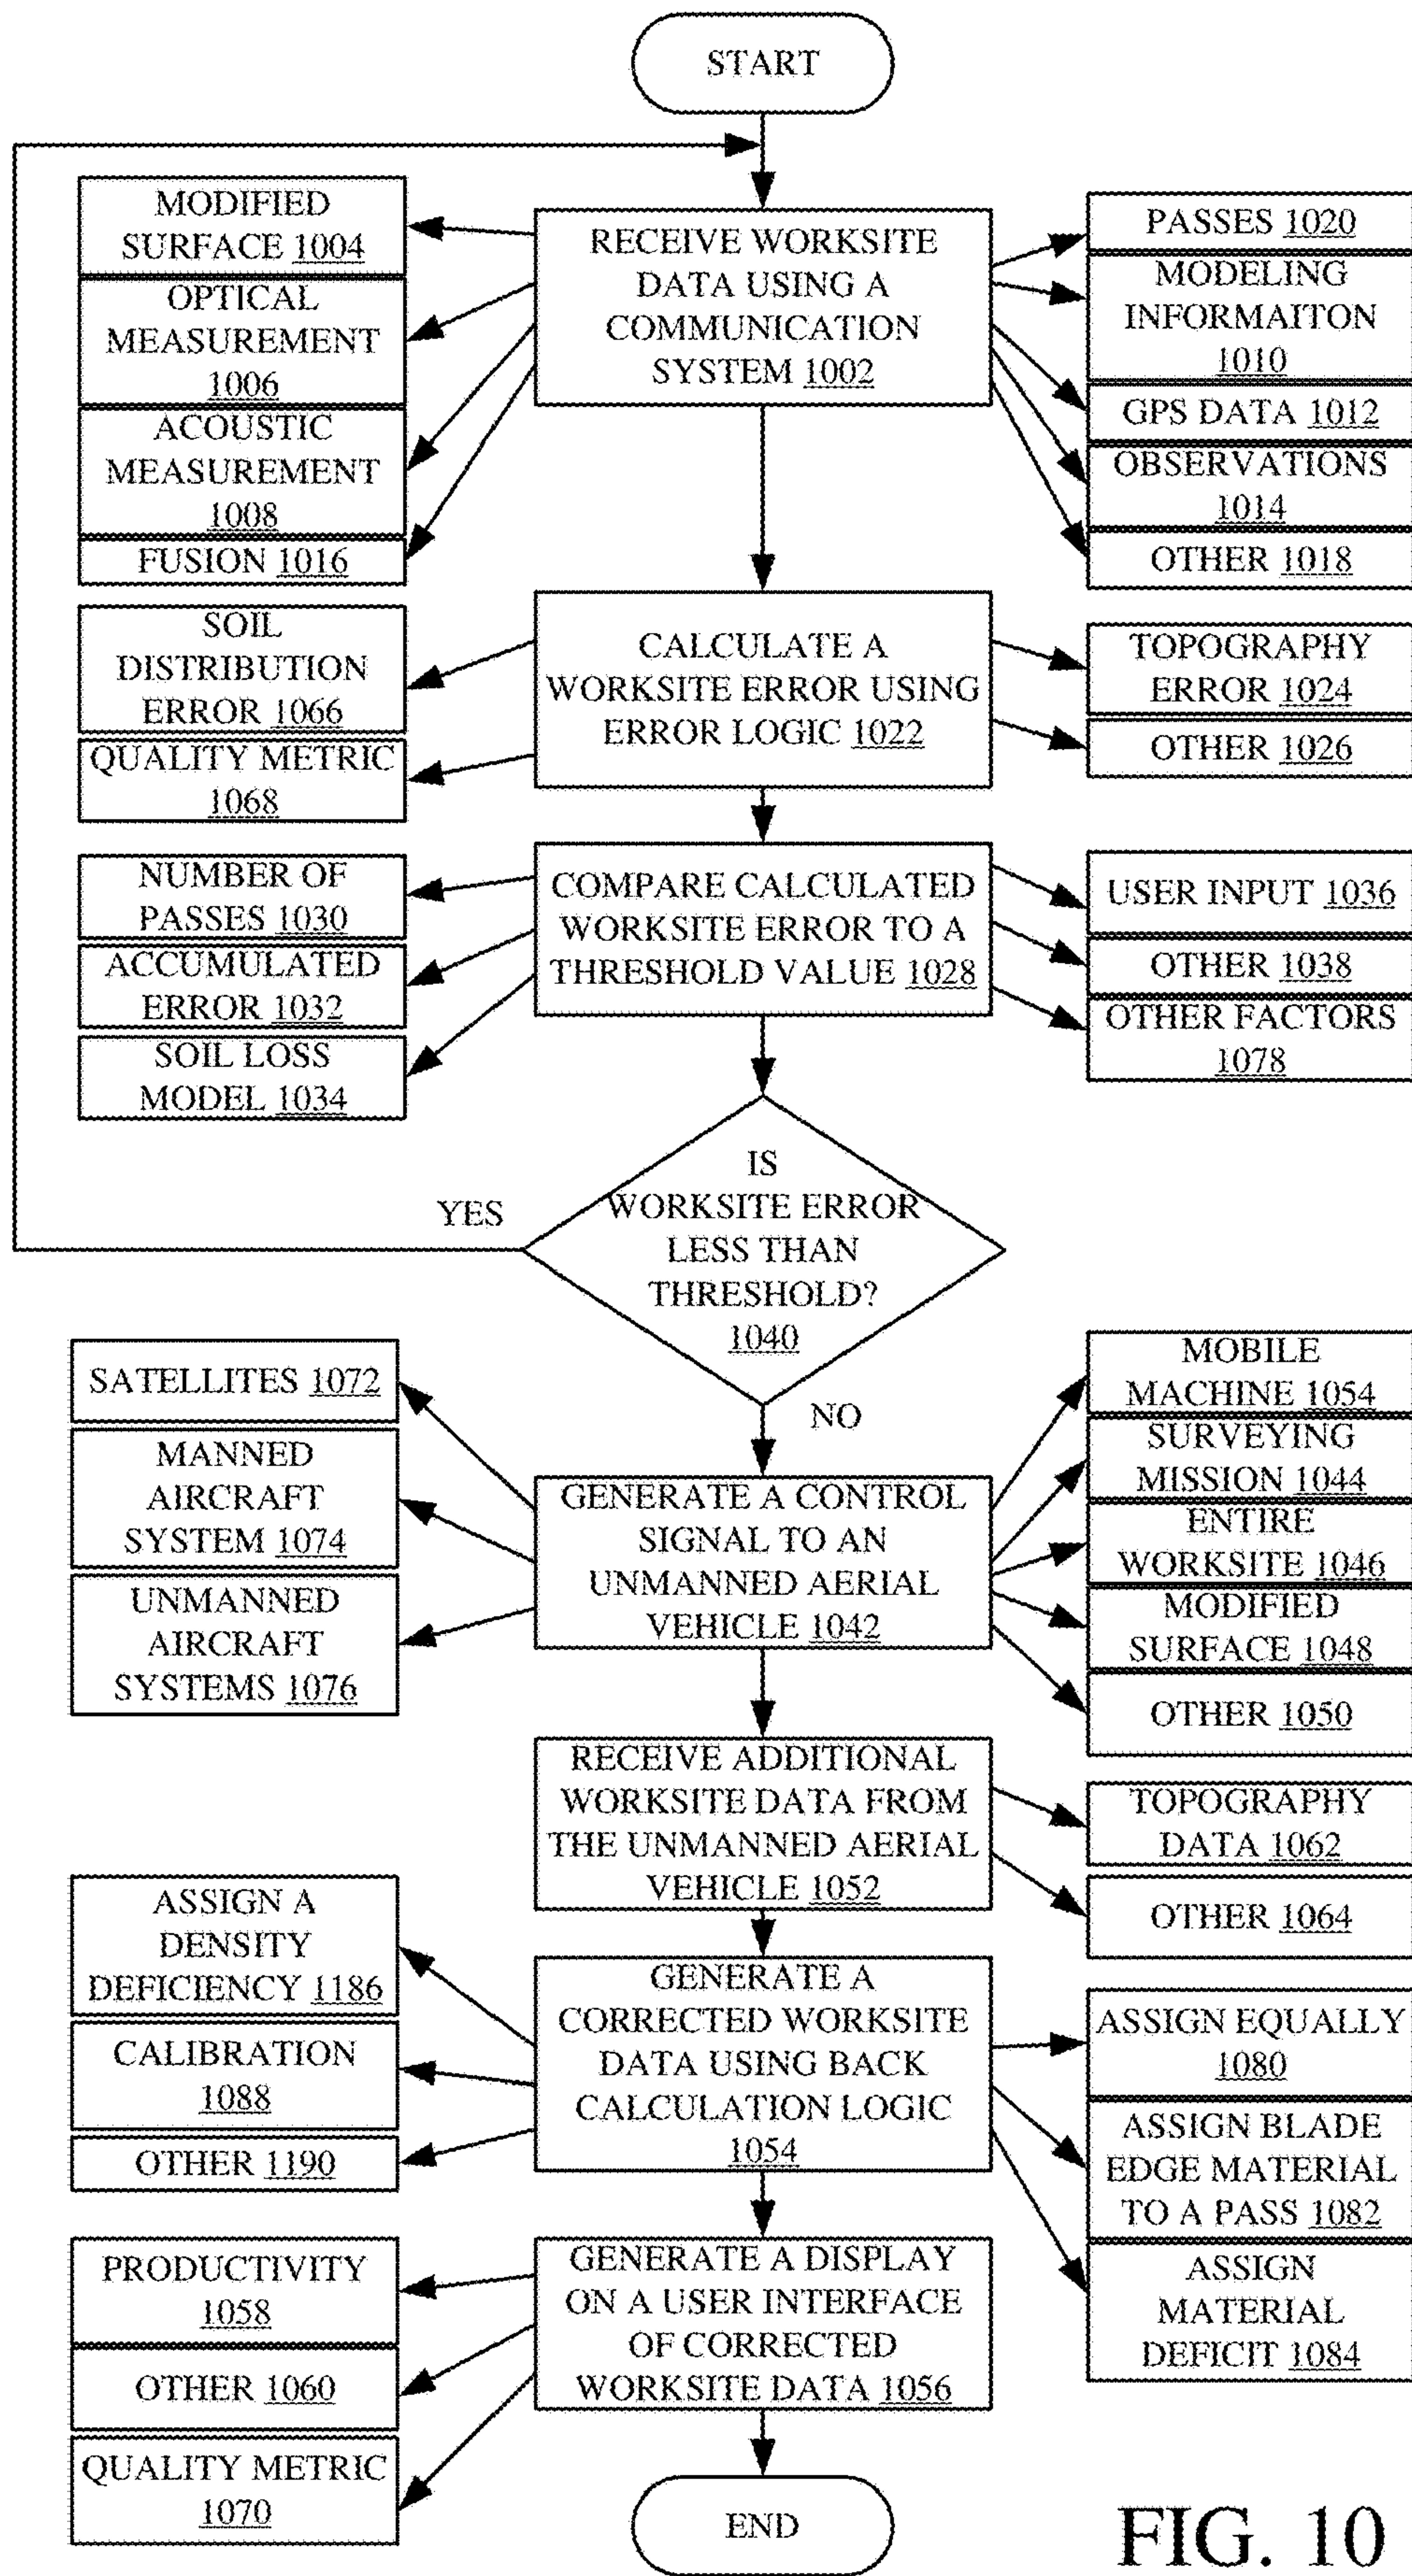 START
MODIFIED
SURFACE 1004
OPTICAL
MEASUREMENT
1006
ACOUSTIC
MEASUREMENT
1008
FUSION 1016
RECEIVE WORKSITE
DATA USING A
COMMUNICATION
SYSTEM 1002
PASSES 1020
MODELING
INFORMAITON
1010
GPS DATA 1012
OBSERVATIONS
1014
OTHER 1018
SOIL
DISTRIBUTION
ERROR 1066
QUALITY METRIC
1068
CALCULATE A
WORKSITE ERROR USING
ERROR LOGIC 1022
TOPOGRAPHY
ERROR 1024
OTHER 1026
NUMBER OF
PASSES 1030
ACCUMULATED
ERROR 1032
SOIL LOSS
MODEL 1034
COMPARE CALCULATED
WORKSITE ERROR TO A
THRESHOLD VALUE 1028
USER INPUT 1036
OTHER 1038
OTHER FACTORS
1078
YES
IS
WORKSITE ERROR
LESS THAN
THRESHOLD?
1040
NO
SATELLITES 1072
MANNED
AIRCRAFT
SYSTEM 1074
UNMANNED
AIRCRAFT
SYSTEMS 1076
GENERATE A CONTROL
SIGNAL TO AN
UNMANNED AERIAL
VEHICLE 1042
MOBILE
MACHINE 1054
SURVEYING
MISSION 1044
ENTIRE
WORKSITE 1046
MODIFIED
SURFACE 1048
OTHER 1050
RECEIVE ADDITIONAL
WORKSITE DATA FROM
THE UNMANNED AERIAL
VEHICLE 1052
TOPOGRAPHY
DATA 1062
OTHER 1064
ASSIGN A
DENSITY
DEFICIENCY 1186
CALIBRATION
1088
OTHER 1190
GENERATE A
CORRECTED WORKSITE
DATA USING BACK
CALCULATION LOGIC
1054
ASSIGN EQUALLY
1080
ASSIGN BLADE
EDGE MATERIAL
TO A PASS 1082
ASSIGN
MATERIAL
DEFICIT 1084
PRODUCTIVITY
1058
OTHER 1060
QUALITY METRIC
1070
GENERATE A DISPLAY
ON A USER INTERFACE
OF CORRECTED
WORKSITE DATA 1056
END
FIG. 10